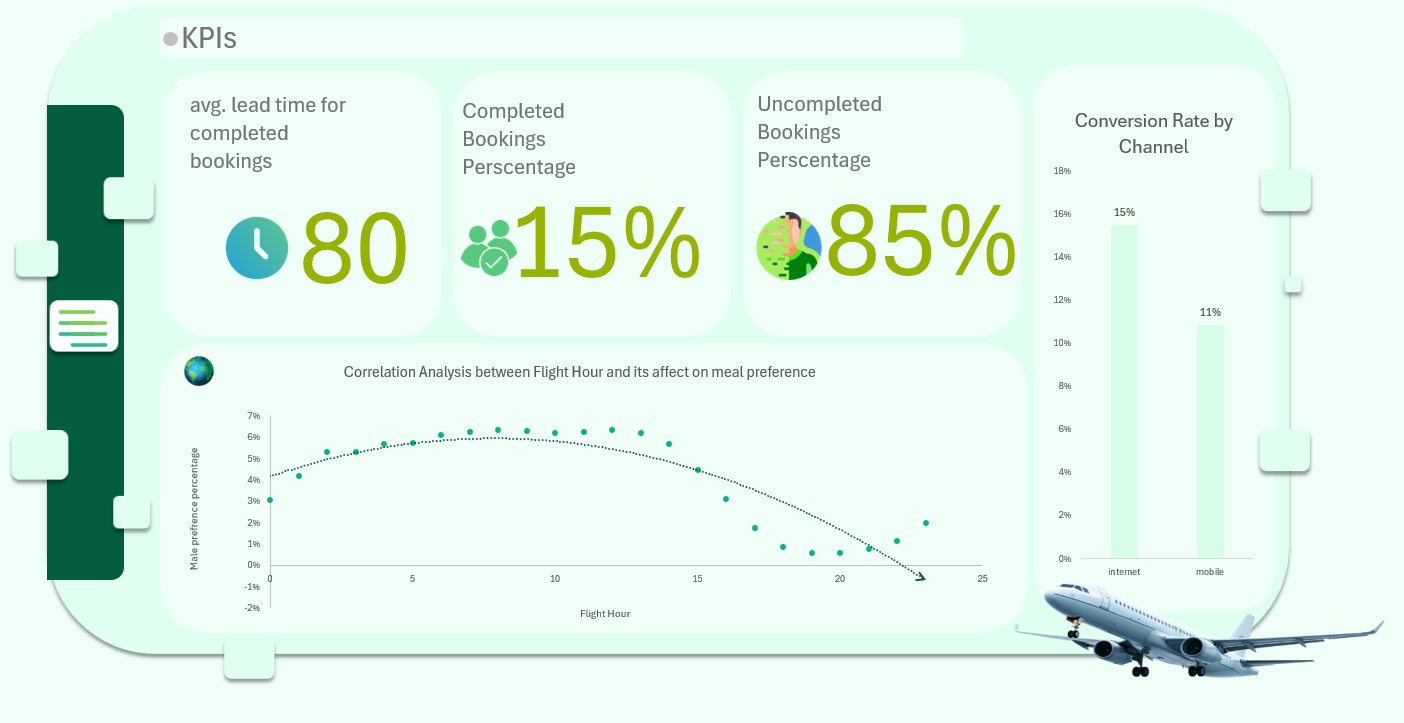 KPIs
avg. lead time for
completed
bookings
80
Completed
Bookings
Perscentage
15%
Uncompleted
Bookings
Perscentage
85%
Conversion Rate by
Channel
18%
16%
14%
12%
10%
8%
6%
4%
2%
0%
15%
11%
internet
mobile
Correlation Analysis between Flight Hour and its affect on meal preference
Male prefrence percentage
7%
6%
5%
4%
3%
2%
1%
0%
-1%
-2%
0
5
10
15
20
25
Flight Hour